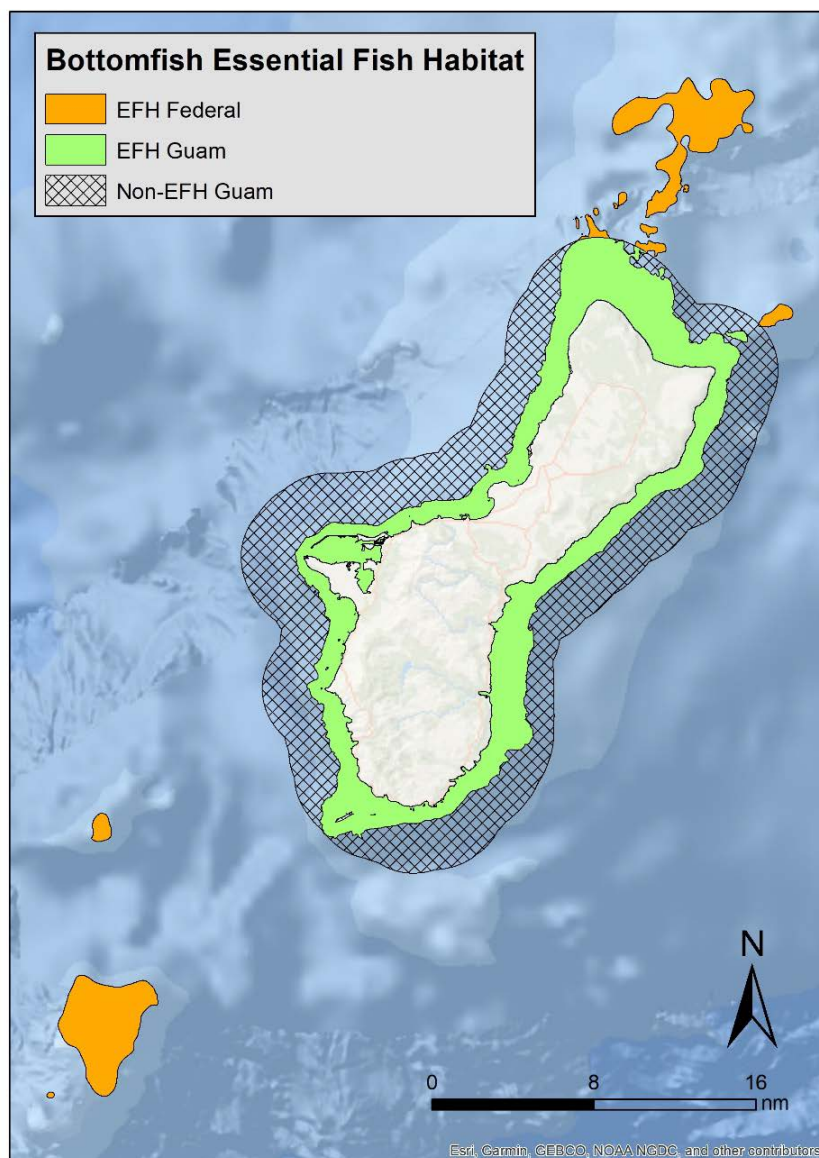 Bottomfish Essential Fish Habitat
EFH Federal
EFH Guam
Non-EFH Guam
N
0 8 16
nm
Esri, Garmin, GEBCO, NOAA NGDC, and other contributors